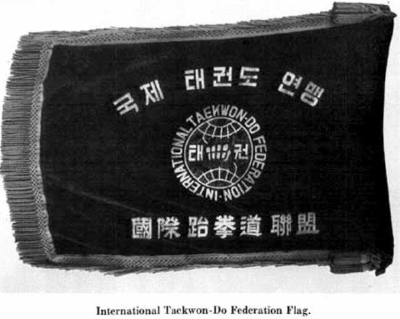 국제 태권도 연맹
INTERNATIONAL TAEKWON-DO FEDERATION
태권
國際跆拳道聯盟
International Taekwon-Do Federation Flag.